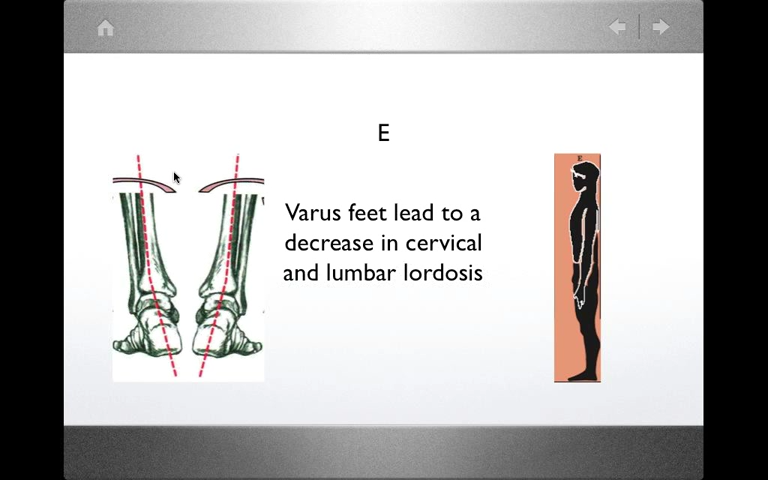 E
Varus feet lead to a
decrease in cervical
and lumbar lordosis
E